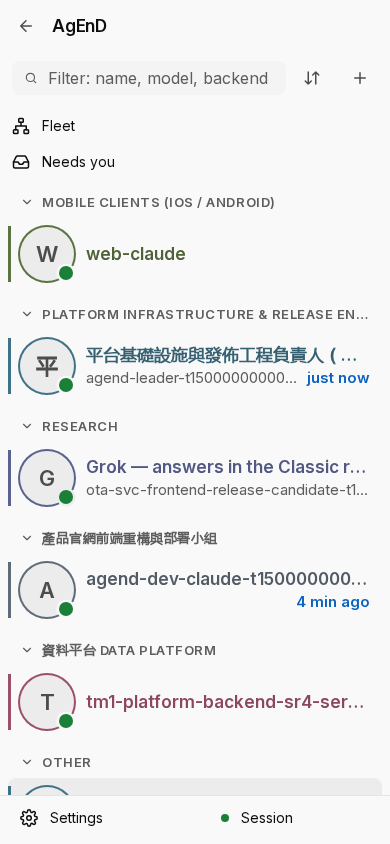 AgEnD
Filter: name, model, backend
Fleet
Needs you
MOBILE CLIENTS (IOS / ANDROID)
W
web-claude
PLATFORM INFRASTRUCTURE & RELEASE EN...
平
平台基礎設施與發佈工程負責人 ( ...
agend-leader-t15000000000... just now
RESEARCH
G
Grok — answers in the Classic r...
ota-svc-frontend-release-candidate-t1...
產品官網前端重構與部署小組
A
agend-dev-claude-t150000000...
4 min ago
資料平台 DATA PLATFORM
T
tm1-platform-backend-sr4-ser...
OTHER
Settings
Session